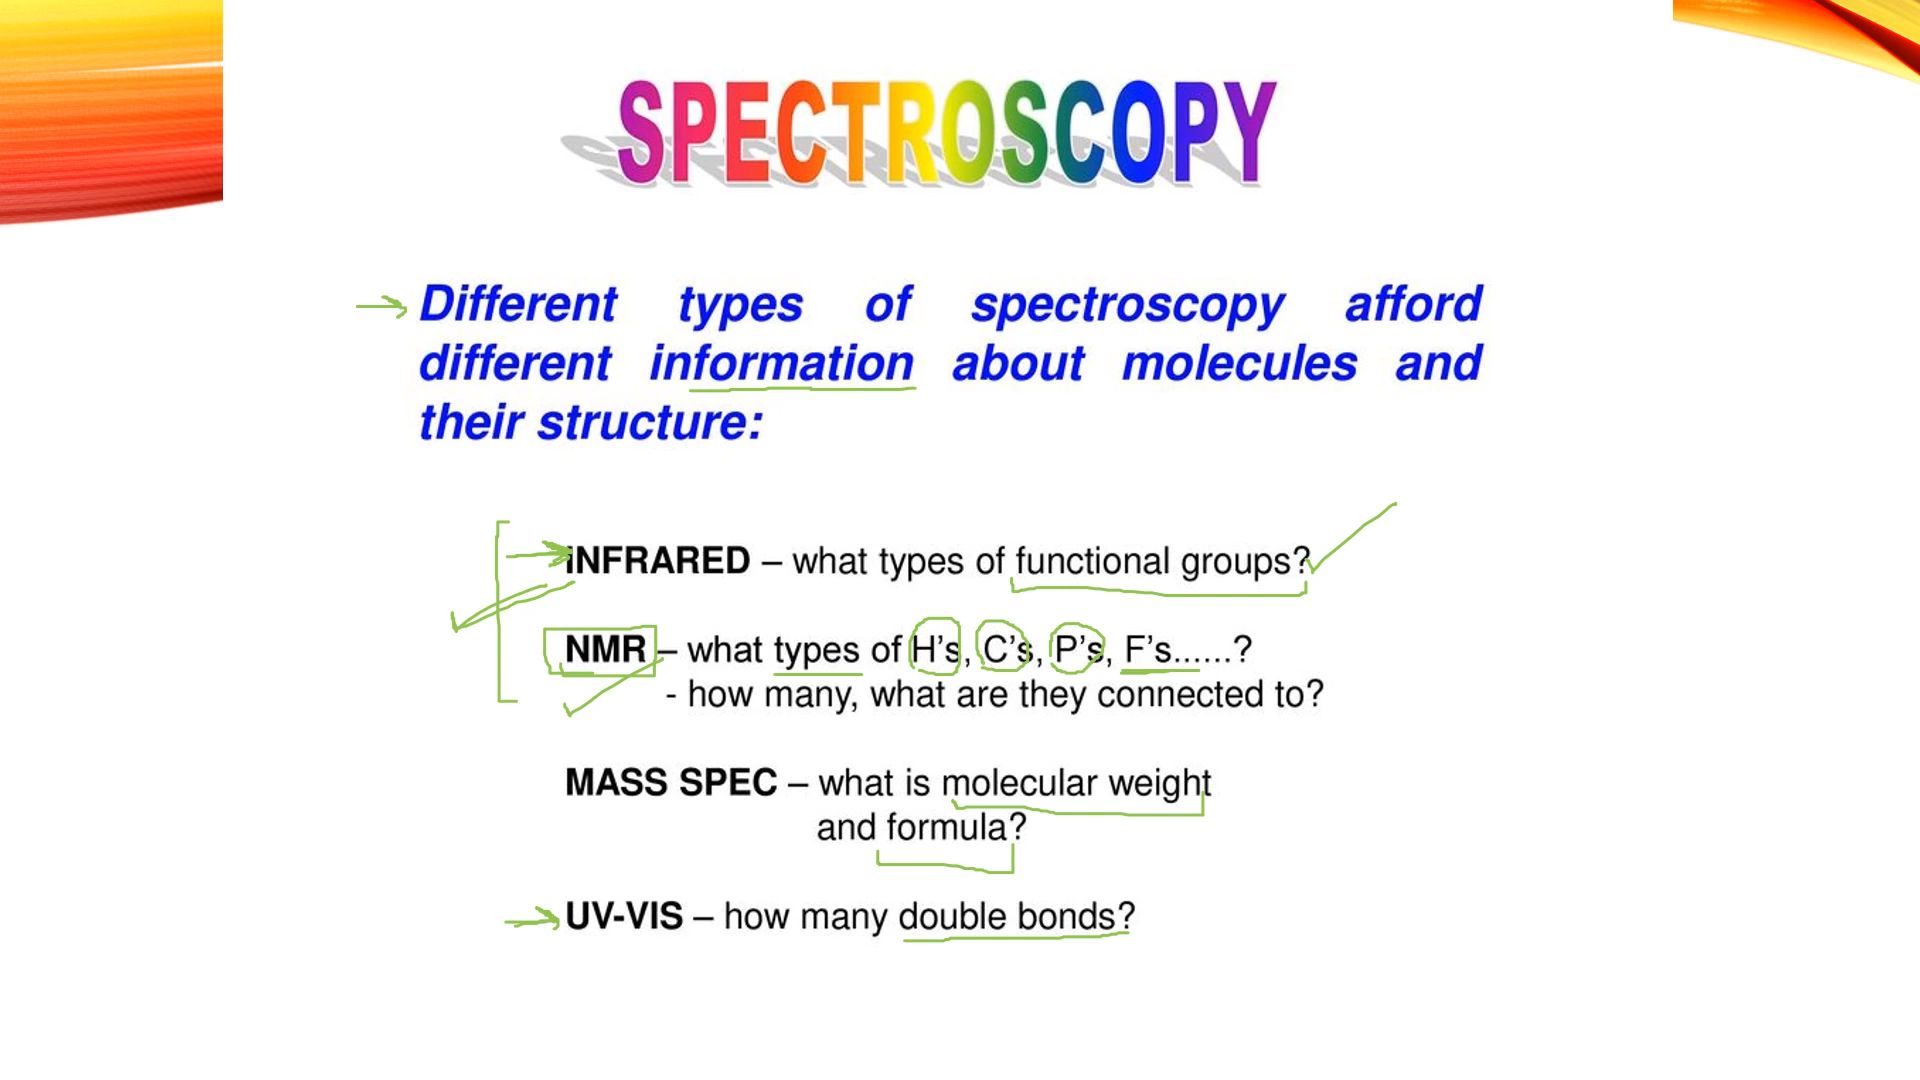 SPECTROSCOPY
Different types of spectroscopy afford
different information about molecules and
their structure:
INFRARED – what types of functional groups?
NMR – what types of H's, C's, P's, F's......?
- how many, what are they connected to?
MASS SPEC – what is molecular weight
and formula?
UV-VIS – how many double bonds?